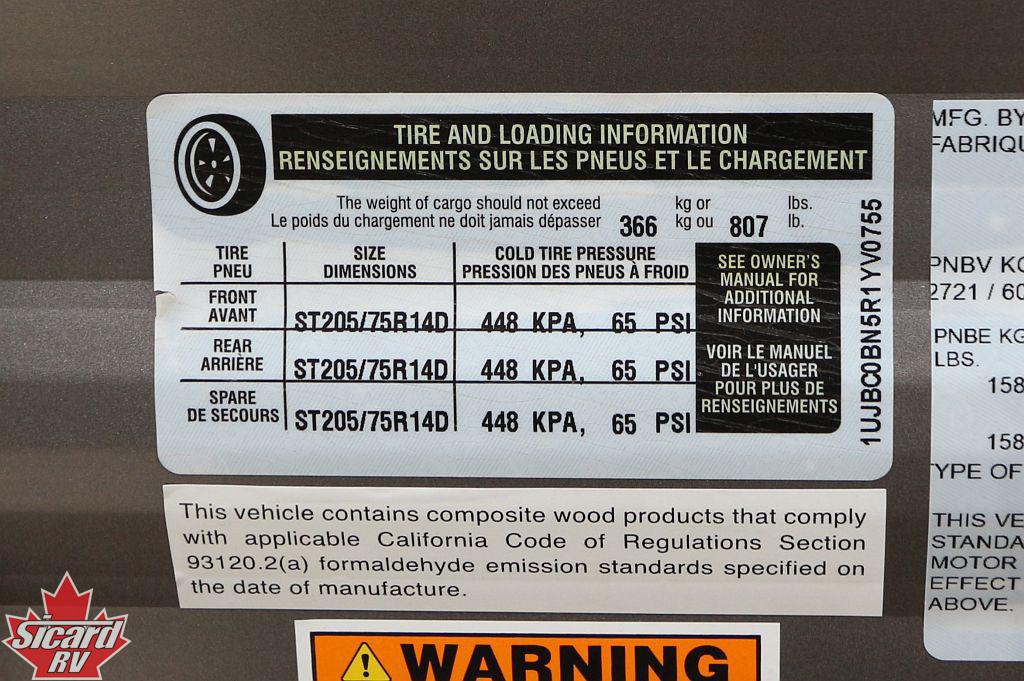 TIRE AND LOADING INFORMATION
RENSEIGNEMENTS SUR LES PNEUS ET LE CHARGEMENT
The weight of cargo should not exceed kg or lbs.
Le poids du chargement ne doit jamais dépasser 366 kg ou 807 lb.
TIRE SIZE COLD TIRE PRESSURE
PNEU DIMENSIONS PRESSION DES PNEUS À FROID
FRONT
AVANT ST205/75R14D 448 KPA, 65 PSI
REAR
ARRIÈRE ST205/75R14D 448 KPA, 65 PSI
SPARE
DE SECOURS ST205/75R14D 448 KPA, 65 PSI
SEE OWNER'S
MANUAL FOR
ADDITIONAL
INFORMATION
VOIR LE MANUEL
DE L'USAGER
POUR PLUS DE
RENSEIGNEMENTS
1UJBC0BN5R1YV0755
This vehicle contains composite wood products that comply
with applicable California Code of Regulations Section
93120.2(a) formaldehyde emission standards specified on
the date of manufacture.
WARNING
MFG. BY
FABRIQU
PNBV KG
2721 / 60
PNBE KG
LBS.
158
158
TYPE OF
THIS VE
STANDA
MOTOR
EFFECT
ABOVE.
Sicard
RV